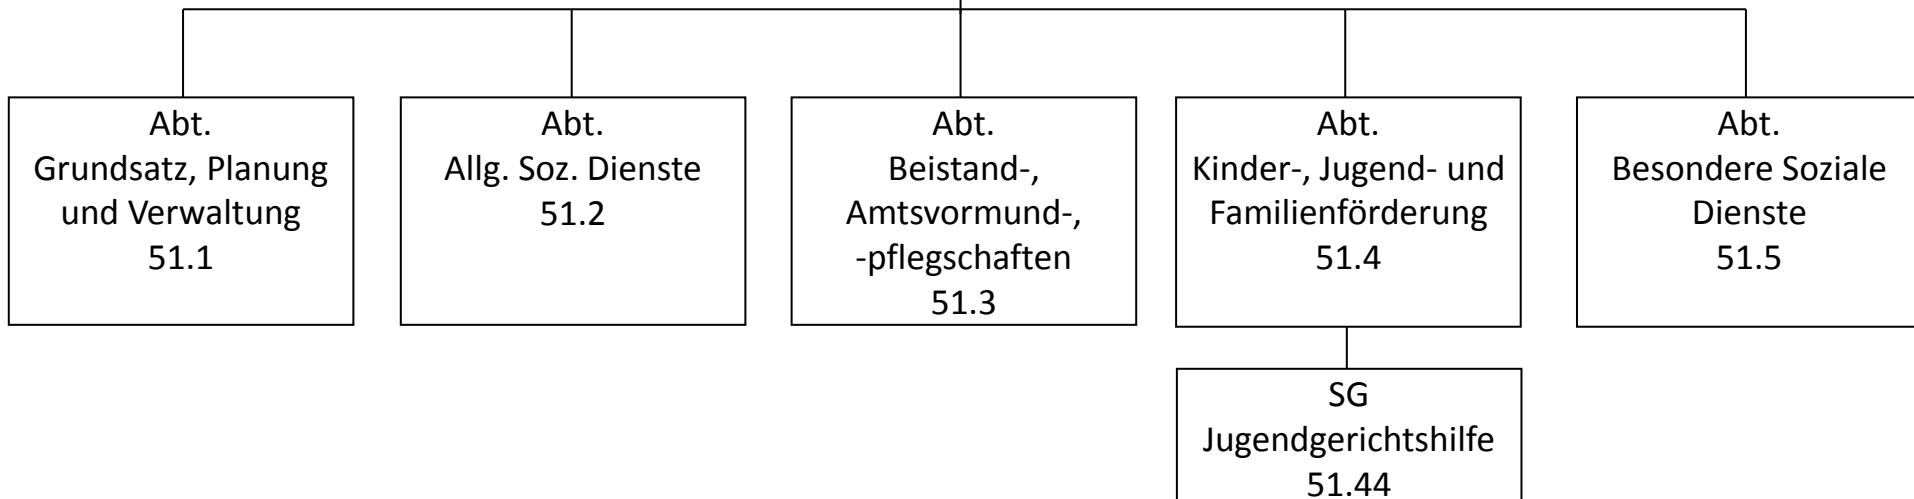 Abt.
Grundsatz, Planung
und Verwaltung
51.1
Abt.
Allg. Soz. Dienste
51.2
Abt.
Beistand-,
Amtsvormund-,
-pflegschaften
51.3
Abt.
Kinder-, Jugend- und
Familienförderung
51.4
Abt.
Besondere Soziale
Dienste
51.5
SG
Jugendgerichtshilfe
51.44